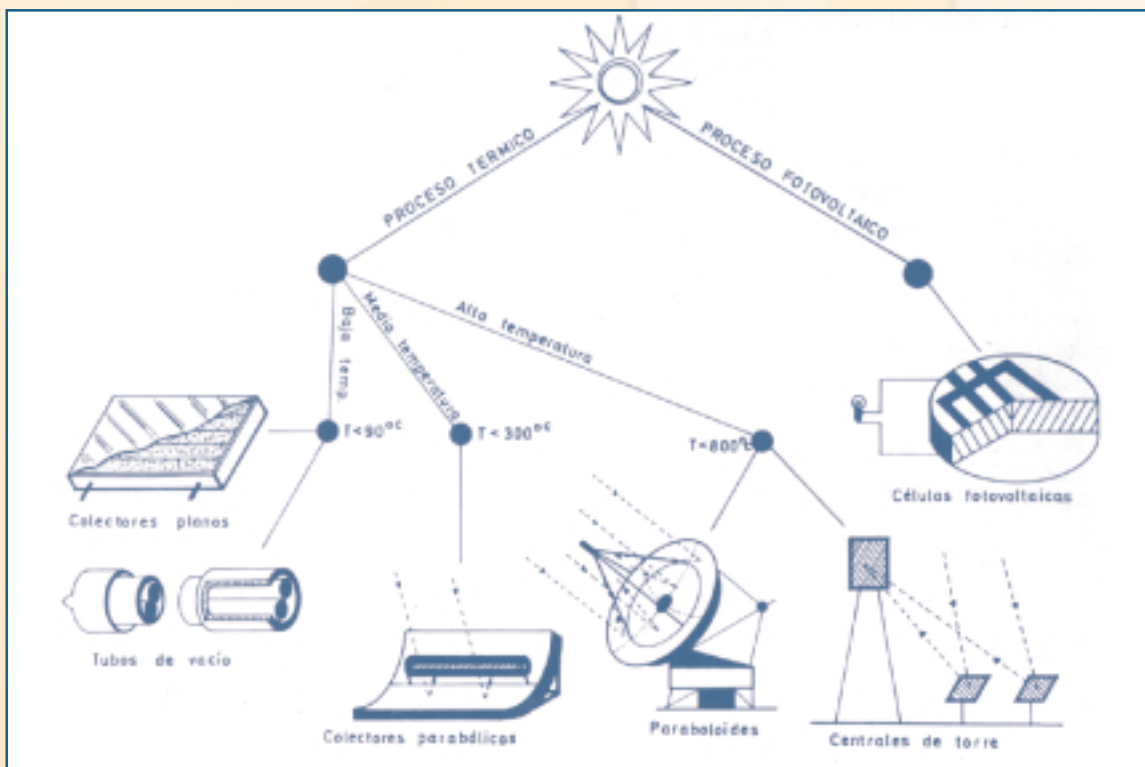 PROCESO TERMICO
PROCESO FOTOVOLTAICO
Baja temp.
Media temperatura
Alta temperatura
T<90ºC
T<300ºC
T<800ºC
Colectores planos
Células fotovoltaicas
Tubos de vacío
Colectores parabólicos
Paraboloides
Centrales de torre